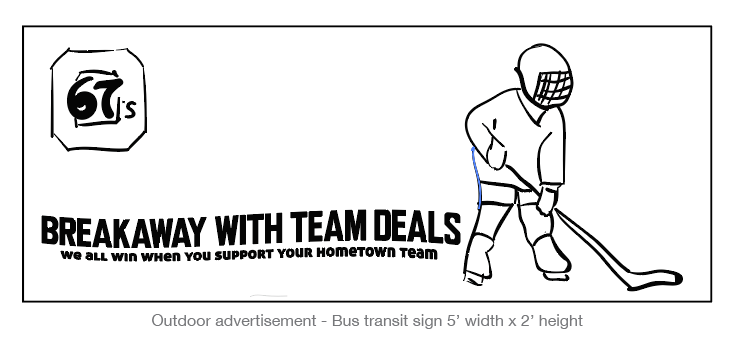 67's
BREAKAWAY WITH TEAM DEALS
we all win when you support your hometown team
Outdoor advertisement - Bus transit sign 5' width x 2' height